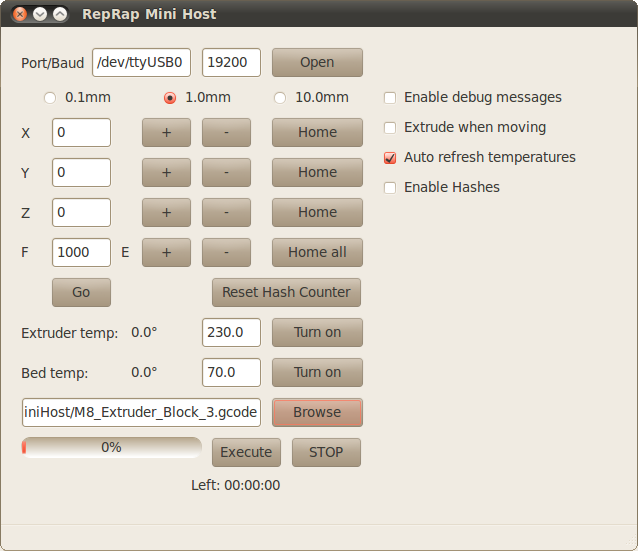 RepRap Mini Host
Port/Baud /dev/ttyUSB0 19200 Open
0.1mm 1.0mm 10.0mm Enable debug messages
Extrude when moving
X 0 + - Home
Auto refresh temperatures
Y 0 + - Home
Enable Hashes
Z 0 + - Home
F 1000 E + - Home all
Go Reset Hash Counter
Extruder temp: 0.0° 230.0 Turn on
Bed temp: 0.0° 70.0 Turn on
iniHost/M8_Extruder_Block_3.gcode Browse
0% Execute STOP
Left: 00:00:00